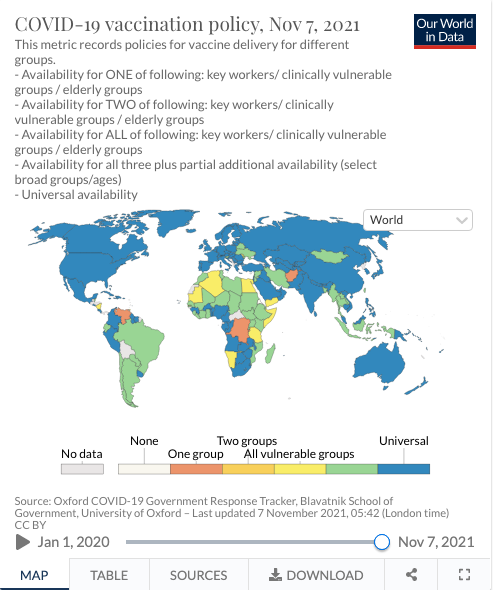 COVID-19 vaccination policy, Nov 7, 2021
Our World
in Data
This metric records policies for vaccine delivery for different
groups.
- Availability for ONE of following: key workers/ clinically vulnerable
groups / elderly groups
- Availability for TWO of following: key workers/ clinically
vulnerable groups / elderly groups
- Availability for ALL of following: key workers/ clinically vulnerable
groups / elderly groups
- Availability for all three plus partial additional availability (select
broad groups/ages)
- Universal availability
World
No data
None
One group
Two groups
All vulnerable groups
Universal
Source: Oxford COVID-19 Government Response Tracker, Blavatnik School of
Government, University of Oxford – Last updated 7 November 2021, 05:42 (London time)
CC BY
Jan 1, 2020
Nov 7, 2021
MAP
TABLE
SOURCES
DOWNLOAD